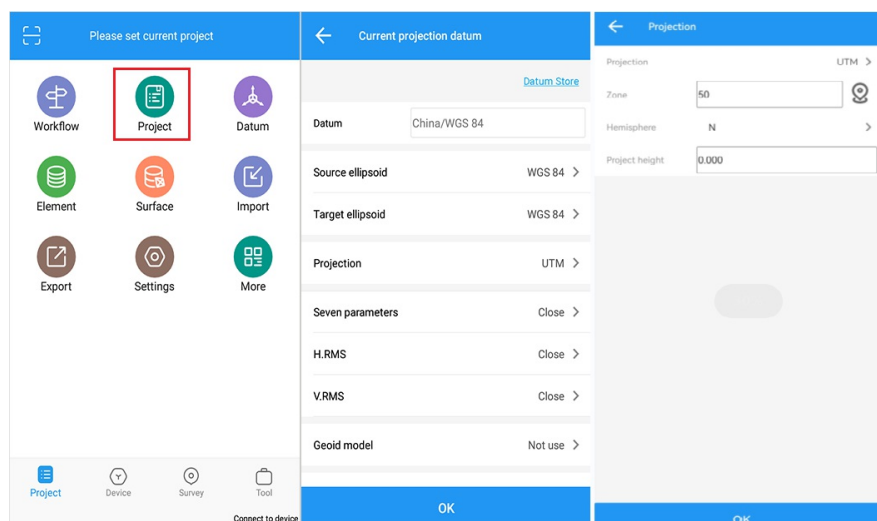 Please set current project
Workflow
Project
Datum
Element
Surface
Import
Export
Settings
More
Project
Device
Survey
Tool
Connect to device
Current projection datum
Datum Store
Datum
China/WGS 84
Source ellipsoid
WGS 84
Target ellipsoid
WGS 84
Projection
UTM
Seven parameters
Close
H.RMS
Close
V.RMS
Close
Geoid model
Not use
OK
Projection
Projection
UTM
Zone
50
Hemisphere
N
Project height
0.000
OK